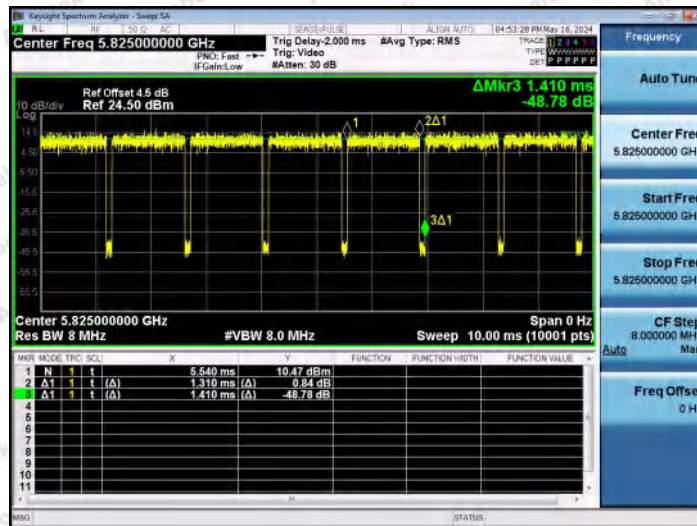 Keysight Spectrum Analyzer - Swept SA
RL RF 50 Ω AC SENSE:PULSE ALIGN AUTO 04:53:28 PM May 16, 2024
Center Freq 5.825000000 GHz
PNO: Fast
IFGain:Low
Trig Delay-2.000 ms
Trig: Video
#Atten: 30 dB
#Avg Type: RMS
TRACE 1 2 3 4 5 6
TYPE WWWWWW
DET P P P P P P
Frequency
Auto Tune
Center Freq
5.825000000 GH
Start Freq
5.825000000 GH
Stop Freq
5.825000000 GH
CF Step
8.000000 MH
Auto Ma
Freq Offse
0 H
ΔMkr3 1.410 ms
-48.78 dB
Ref Offset 4.5 dB
Ref 24.50 dBm
10 dB/div
Log
14.5
4.50
-5.50
-15.5
-25.5
-35.5
-45.5
-55.5
-65.5
1
2Δ1
3Δ1
Center 5.825000000 GHz Span 0 Hz
Res BW 8 MHz #VBW 8.0 MHz Sweep 10.00 ms (10001 pts)
MKR MODE TRC SCL X Y FUNCTION FUNCTION WIDTH FUNCTION VALUE
1 N 1 t 5.540 ms 10.47 dBm
2 Δ1 1 t (Δ) 1.310 ms (Δ) 0.84 dB
3 Δ1 1 t (Δ) 1.410 ms (Δ) -48.78 dB
4
5
6
7
8
9
10
11
MSG STATUS